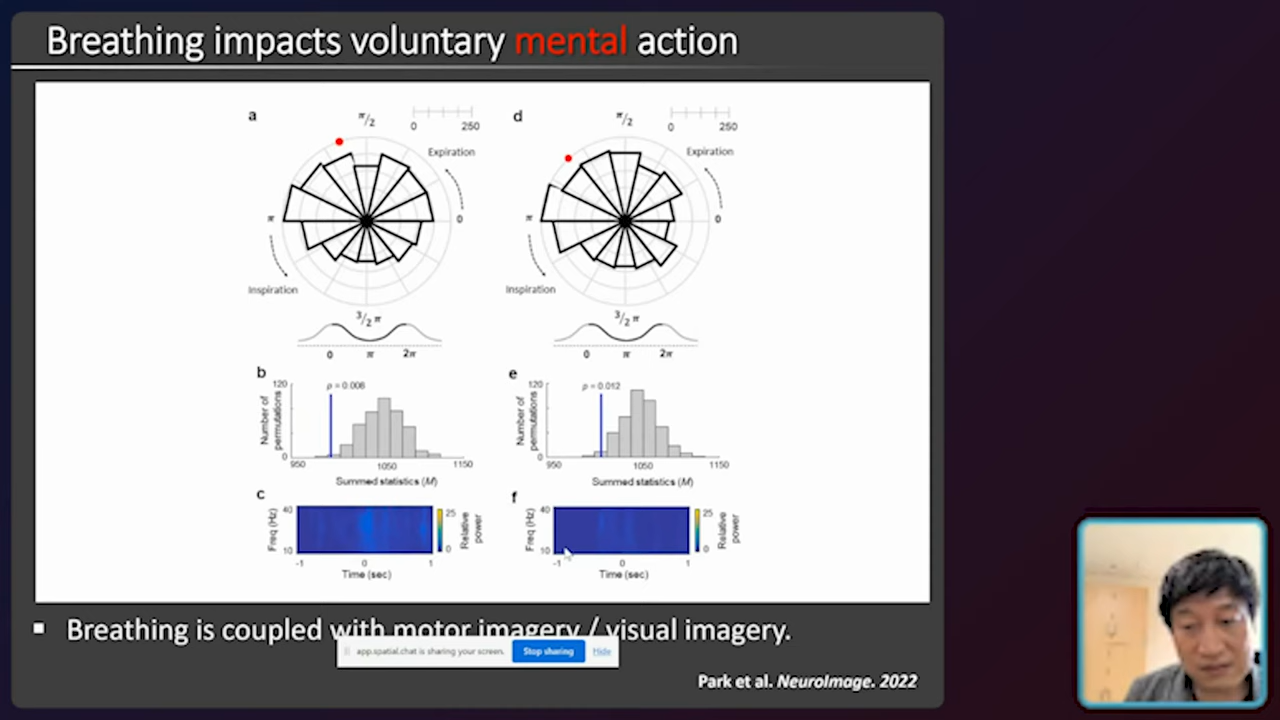 Breathing impacts voluntary mental action
a
π/2
0 250
Expiration
π
0
Inspiration
3/2 π
0 π 2π
d
π/2
0 250
Expiration
π
0
Inspiration
3/2 π
0 π 2π
b
p = 0.008
120
0
Number of permutations
950 1050 1150
Summed statistics (M)
e
p = 0.012
120
0
Number of permutations
950 1050 1150
Summed statistics (M)
c
Freq (Hz)
40
10
25
0
Relative power
-1 0 1
Time (sec)
f
Freq (Hz)
40
10
25
0
Relative power
-1 0 1
Time (sec)
▪ Breathing is coupled with motor imagery / visual imagery.
app.spatial.chat is sharing your screen.
Stop sharing
Hide
Park et al. NeuroImage. 2022